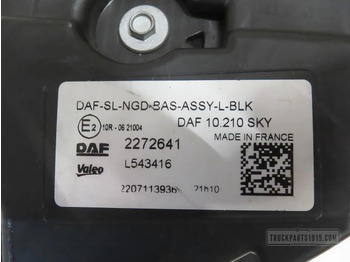 DAF-SL-NGD-BAS-ASSY-L-BLK
E2 10R - 06 21004
DAF 10.210 SKY
MADE IN FRANCE
DAF 2272641
Valeo L543416
21h10
TRUCKPARTS1919.COM